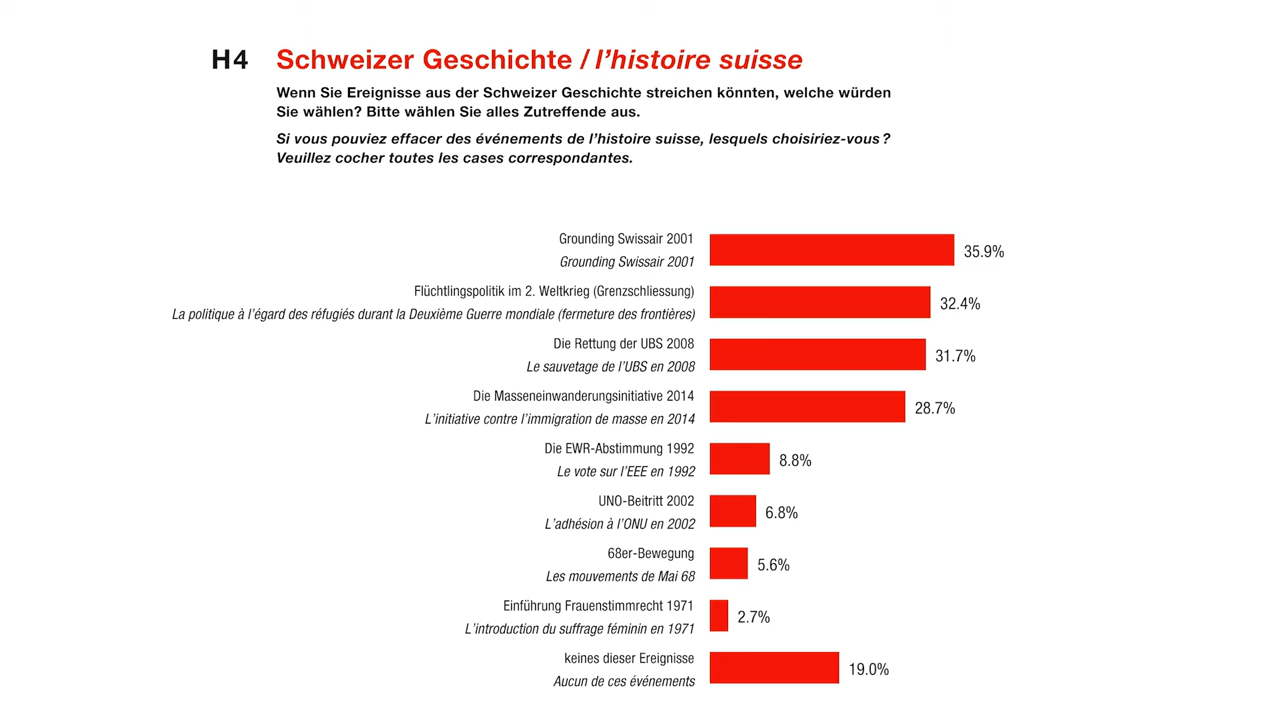 H4 Schweizer Geschichte / l’histoire suisse
Wenn Sie Ereignisse aus der Schweizer Geschichte streichen könnten, welche würden
Sie wählen? Bitte wählen Sie alles Zutreffende aus.
Si vous pouviez effacer des événements de l’histoire suisse, lesquels choisiriez-vous ?
Veuillez cocher toutes les cases correspondantes.
Grounding Swissair 2001
Grounding Swissair 2001
35.9%
Flüchtlingspolitik im 2. Weltkrieg (Grenzschliessung)
La politique à l’égard des réfugiés durant la Deuxième Guerre mondiale (fermeture des frontières)
32.4%
Die Rettung der UBS 2008
Le sauvetage de l’UBS en 2008
31.7%
Die Masseneinwanderungsinitiative 2014
L’initiative contre l’immigration de masse en 2014
28.7%
Die EWR-Abstimmung 1992
Le vote sur l’EEE en 1992
8.8%
UNO-Beitritt 2002
L’adhésion à l’ONU en 2002
6.8%
68er-Bewegung
Les mouvements de Mai 68
5.6%
Einführung Frauenstimmrecht 1971
L’introduction du suffrage féminin en 1971
2.7%
keines dieser Ereignisse
Aucun de ces événements
19.0%